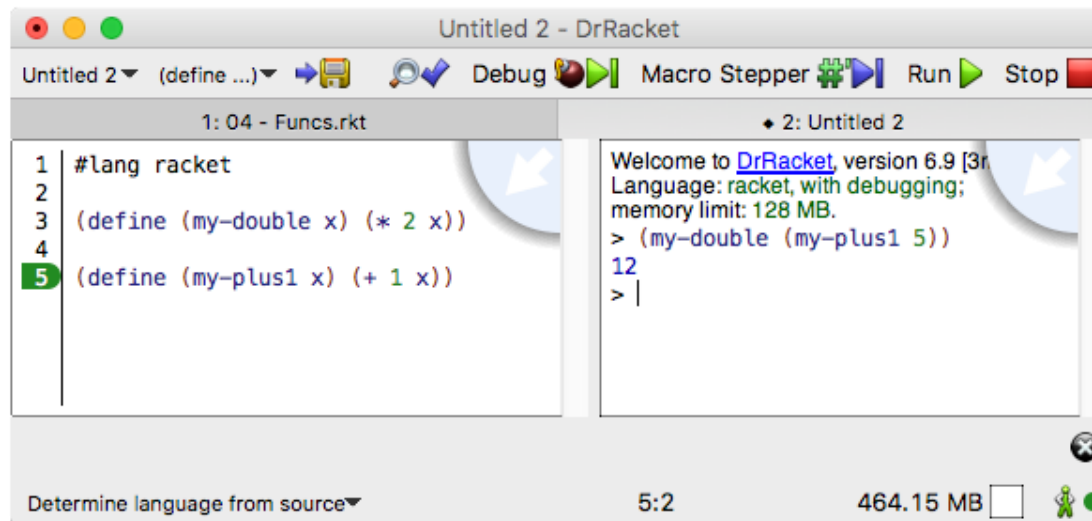 Untitled 2 - DrRacket
Untitled 2 (define ...) Debug Macro Stepper Run Stop
1: 04 - Funcs.rkt
2: Untitled 2
1 #lang racket
2
3 (define (my-double x) (* 2 x))
4
5 (define (my-plus1 x) (+ 1 x))
Welcome to DrRacket, version 6.9 [3
Language: racket, with debugging;
memory limit: 128 MB.
> (my-double (my-plus1 5))
12
>
Determine language from source 5:2 464.15 MB